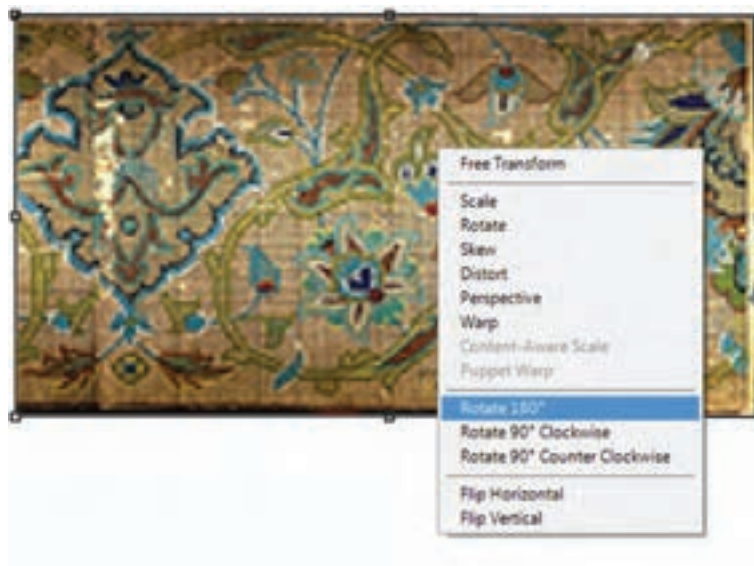 Free Transform
Scale
Rotate
Skew
Distort
Perspective
Warp
Content-Aware Scale
Puppet Warp
Rotate 180°
Rotate 90° Clockwise
Rotate 90° Counter Clockwise
Flip Horizontal
Flip Vertical